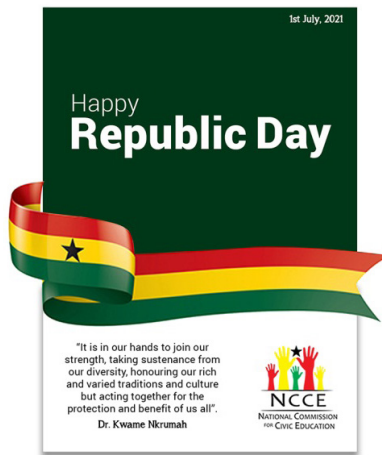 1st July, 2021
Happy
Republic Day
"It is in our hands to join our
strength, taking sustenance from
our diversity, honouring our rich
and varied traditions and culture
but acting together for the
protection and benefit of us all".
Dr. Kwame Nkrumah
NCCE
NATIONAL COMMISSION
FOR CIVIC EDUCATION